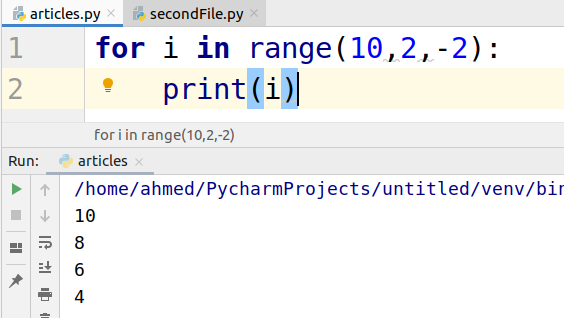 articles.py × secondFile.py ×
1 for i in range(10,2,-2):
2 print(i)
for i in range(10,2,-2)
Run: articles ×
/home/ahmed/PycharmProjects/untitled/venv/bin
10
8
6
4